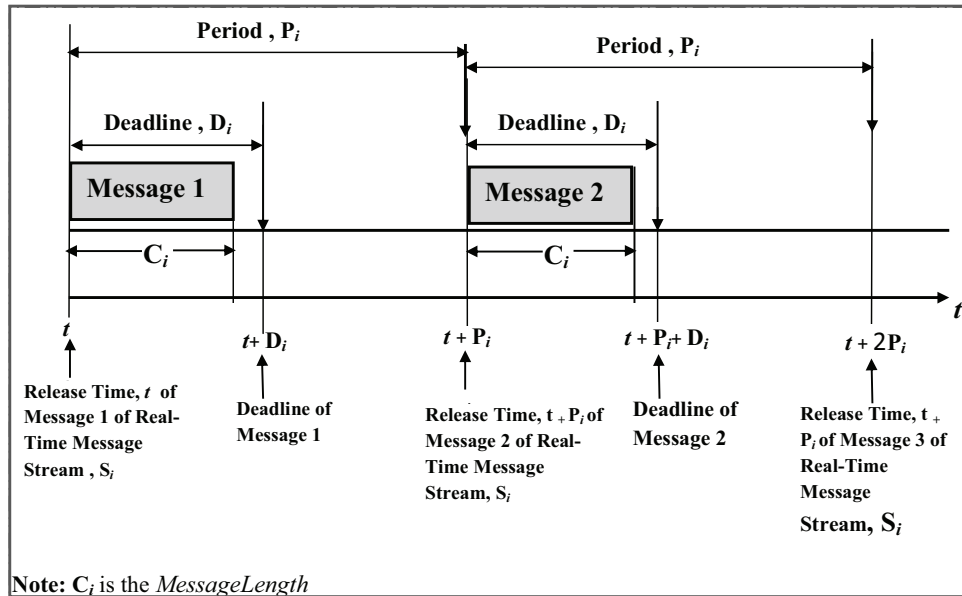 Period , Pi
Period , Pi
Deadline , Di
Deadline , Di
Message 1
Message 2
Ci
Ci
t
t
t+ Di
t + Pi
t + Pi+ Di
t + 2Pi
Release Time, t of
Message 1 of Real-
Time Message
Stream , Si
Deadline of
Message 1
Release Time, t + Pi of
Message 2 of Real-
Time Message
Stream, Si
Deadline of
Message 2
Release Time, t +
Pi of Message 3 of
Real-Time
Message
Stream, Si
Note: Ci is the MessageLength